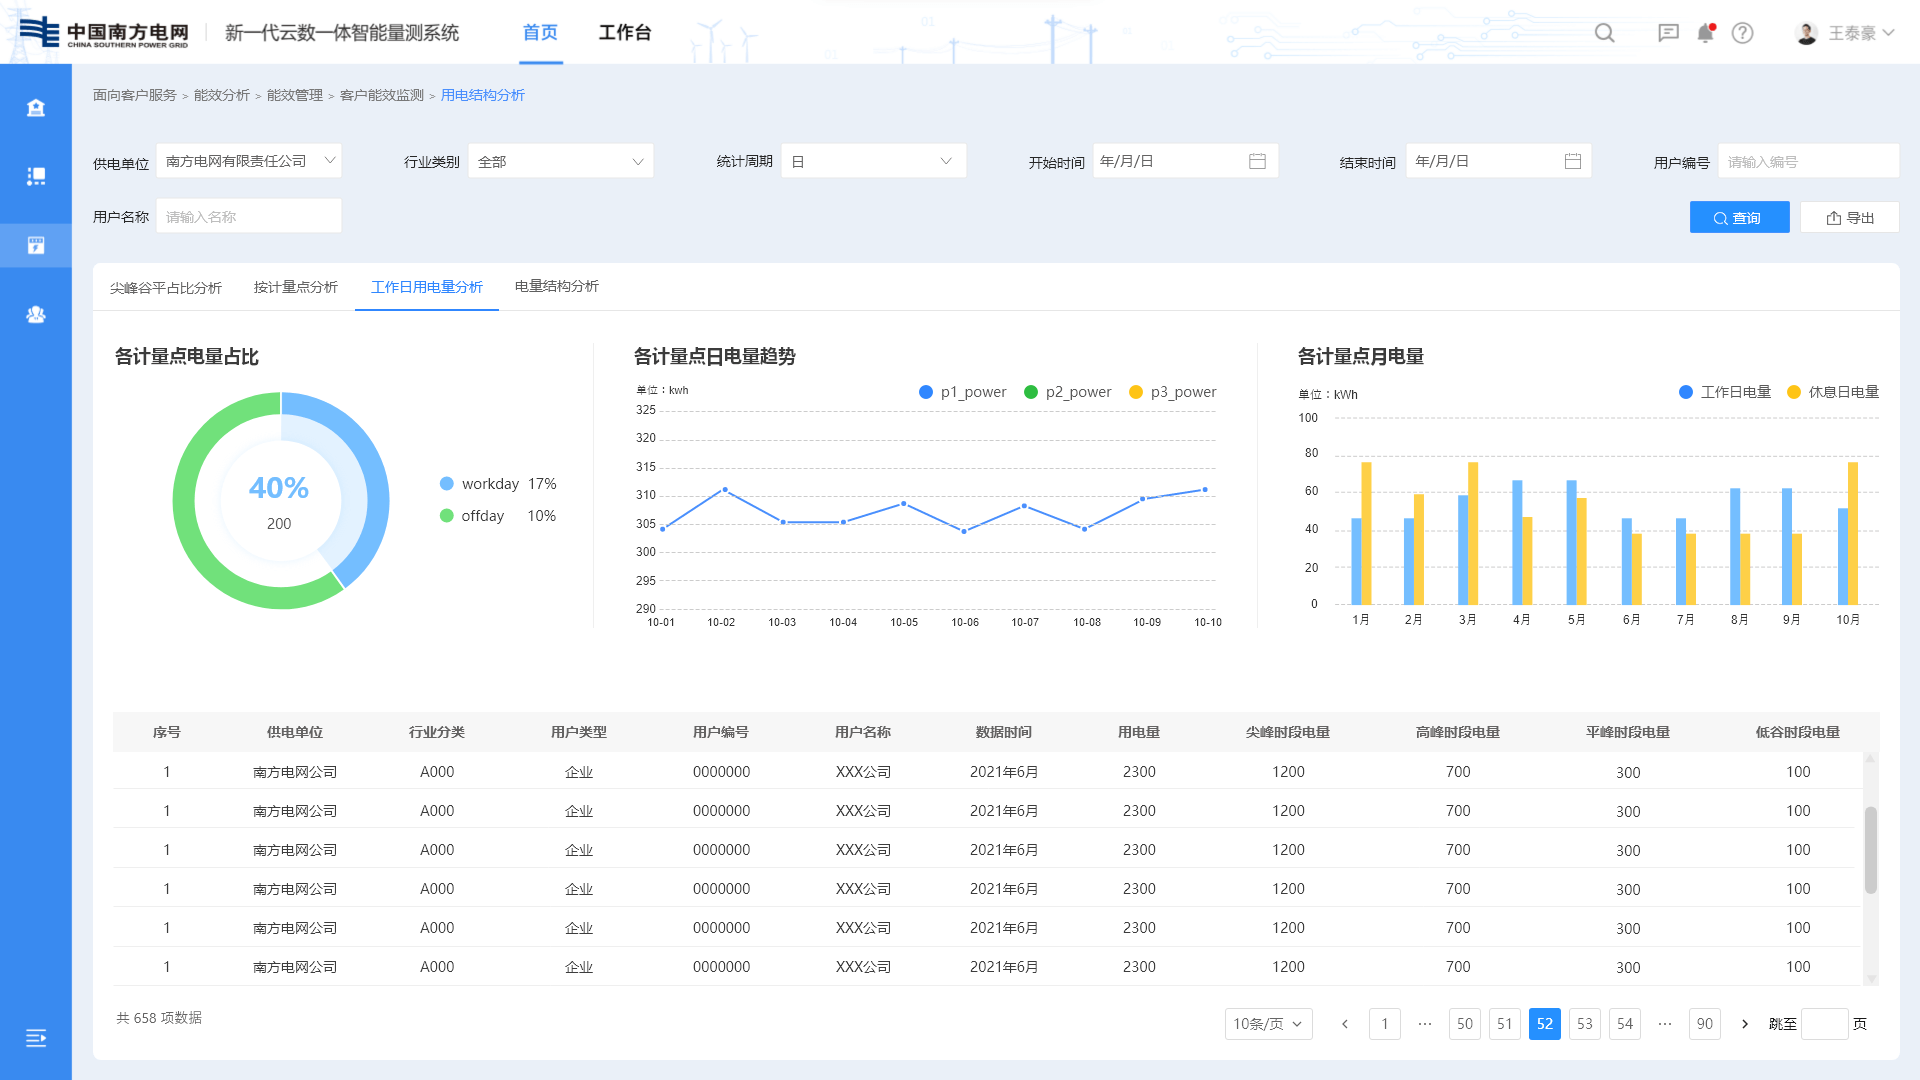 中国南方电网 新一代云数一体智能量测系统 首页 工作台 王泰豪
CHINA SOUTHERN POWER GRID
面向客户服务 > 能效分析 > 能效管理 > 客户能效监测 > 用电结构分析
供电单位 南方电网有限责任公司 行业类别 全部 统计周期 日 开始时间 年/月/日 结束时间 年/月/日 用户编号 请输入编号
用户名称 请输入名称 查询 导出
尖峰谷平占比分析 按计量点分析 工作日用电量分析 电量结构分析
各计量点电量占比
40%
200
workday 17%
offday 10%
各计量点日电量趋势
单位：kwh p1_power p2_power p3_power
325
320
315
310
305
300
295
290
10-01 10-02 10-03 10-04 10-05 10-06 10-07 10-08 10-09 10-10
各计量点月电量
单位：kWh 工作日电量 休息日电量
100
80
60
40
20
0
1月 2月 3月 4月 5月 6月 7月 8月 9月 10月
序号 供电单位 行业分类 用户类型 用户编号 用户名称 数据时间 用电量 尖峰时段电量 高峰时段电量 平峰时段电量 低谷时段电量
1 南方电网公司 A000 企业 0000000 XXX公司 2021年6月 2300 1200 700 300 100
1 南方电网公司 A000 企业 0000000 XXX公司 2021年6月 2300 1200 700 300 100
1 南方电网公司 A000 企业 0000000 XXX公司 2021年6月 2300 1200 700 300 100
1 南方电网公司 A000 企业 0000000 XXX公司 2021年6月 2300 1200 700 300 100
1 南方电网公司 A000 企业 0000000 XXX公司 2021年6月 2300 1200 700 300 100
1 南方电网公司 A000 企业 0000000 XXX公司 2021年6月 2300 1200 700 300 100
共 658 项数据 10条/页 1 ··· 50 51 52 53 54 ··· 90 跳至 页